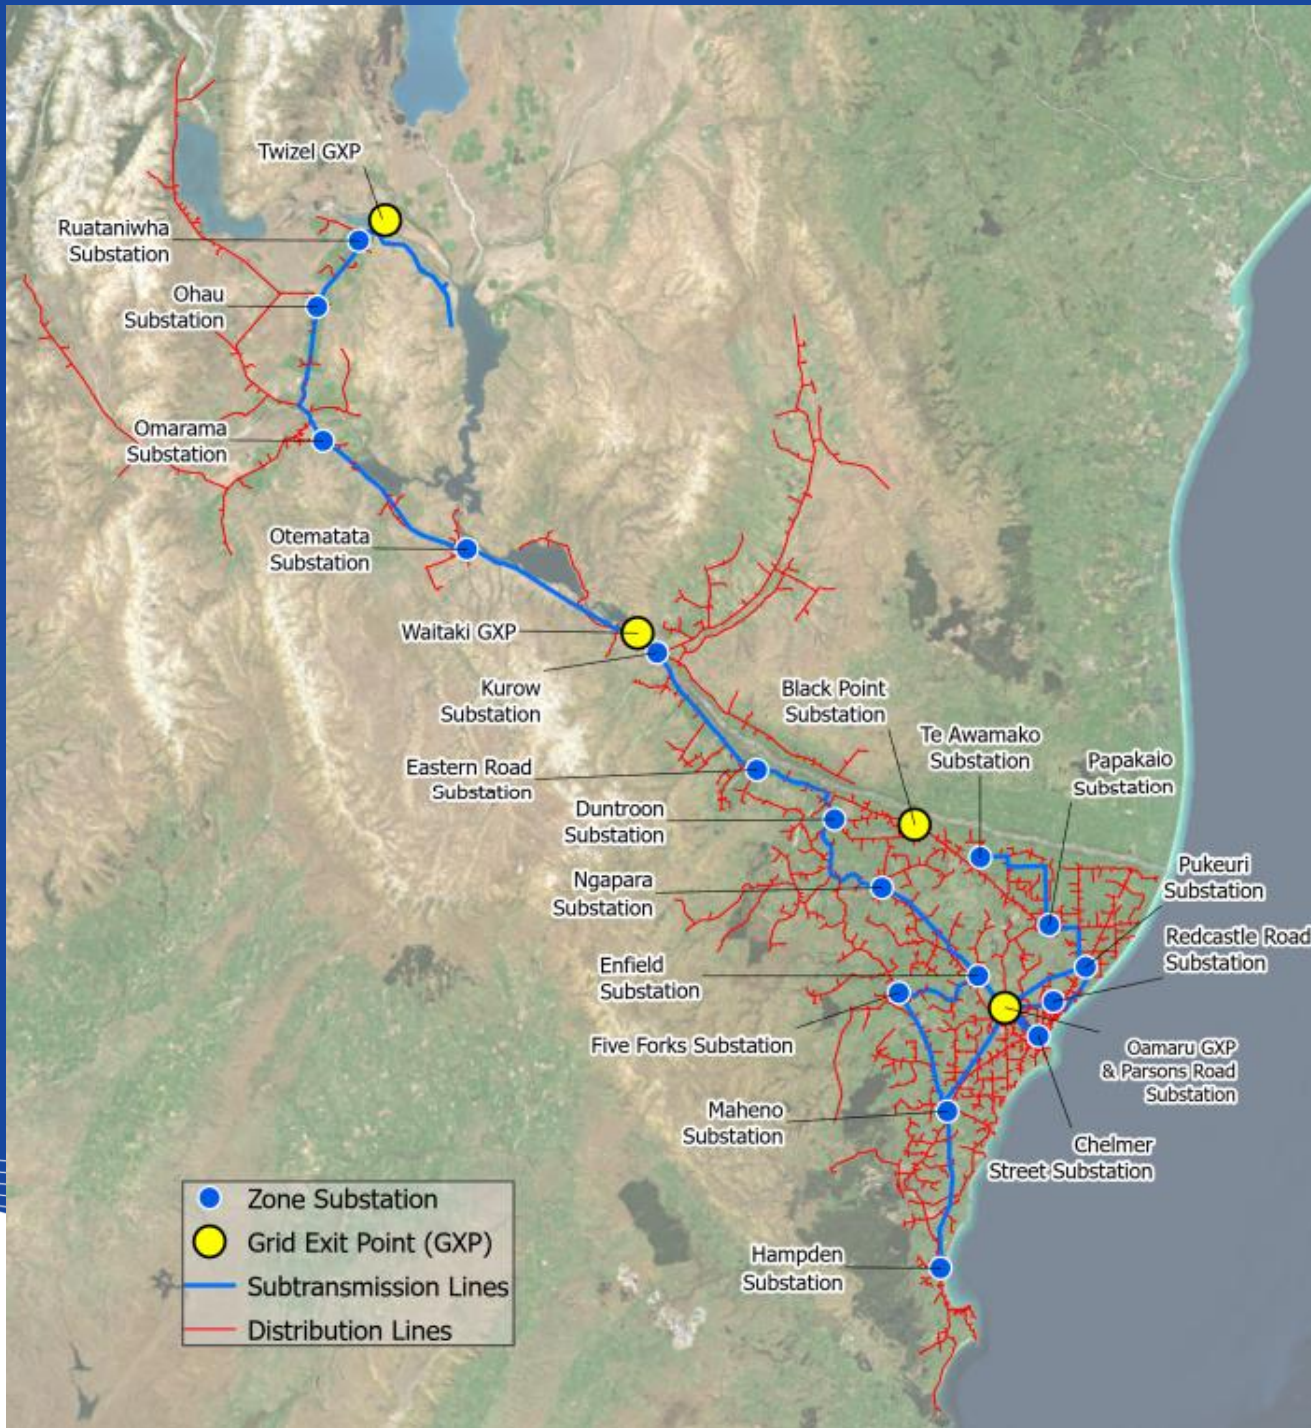 Twizel GXP
Ruataniwha
Substation
Ohau
Substation
Omarama
Substation
Otematata
Substation
Waitaki GXP
Kurow
Substation
Black Point
Substation
Te Awamako
Substation
Papakaio
Substation
Eastern Road
Substation
Duntroon
Substation
Pukeuri
Substation
Ngapara
Substation
Redcastle Road
Substation
Enfield
Substation
Five Forks Substation
Oamaru GXP
& Parsons Road
Substation
Maheno
Substation
Chelmer
Street Substation
Hampden
Substation
Zone Substation
Grid Exit Point (GXP)
Subtransmission Lines
Distribution Lines